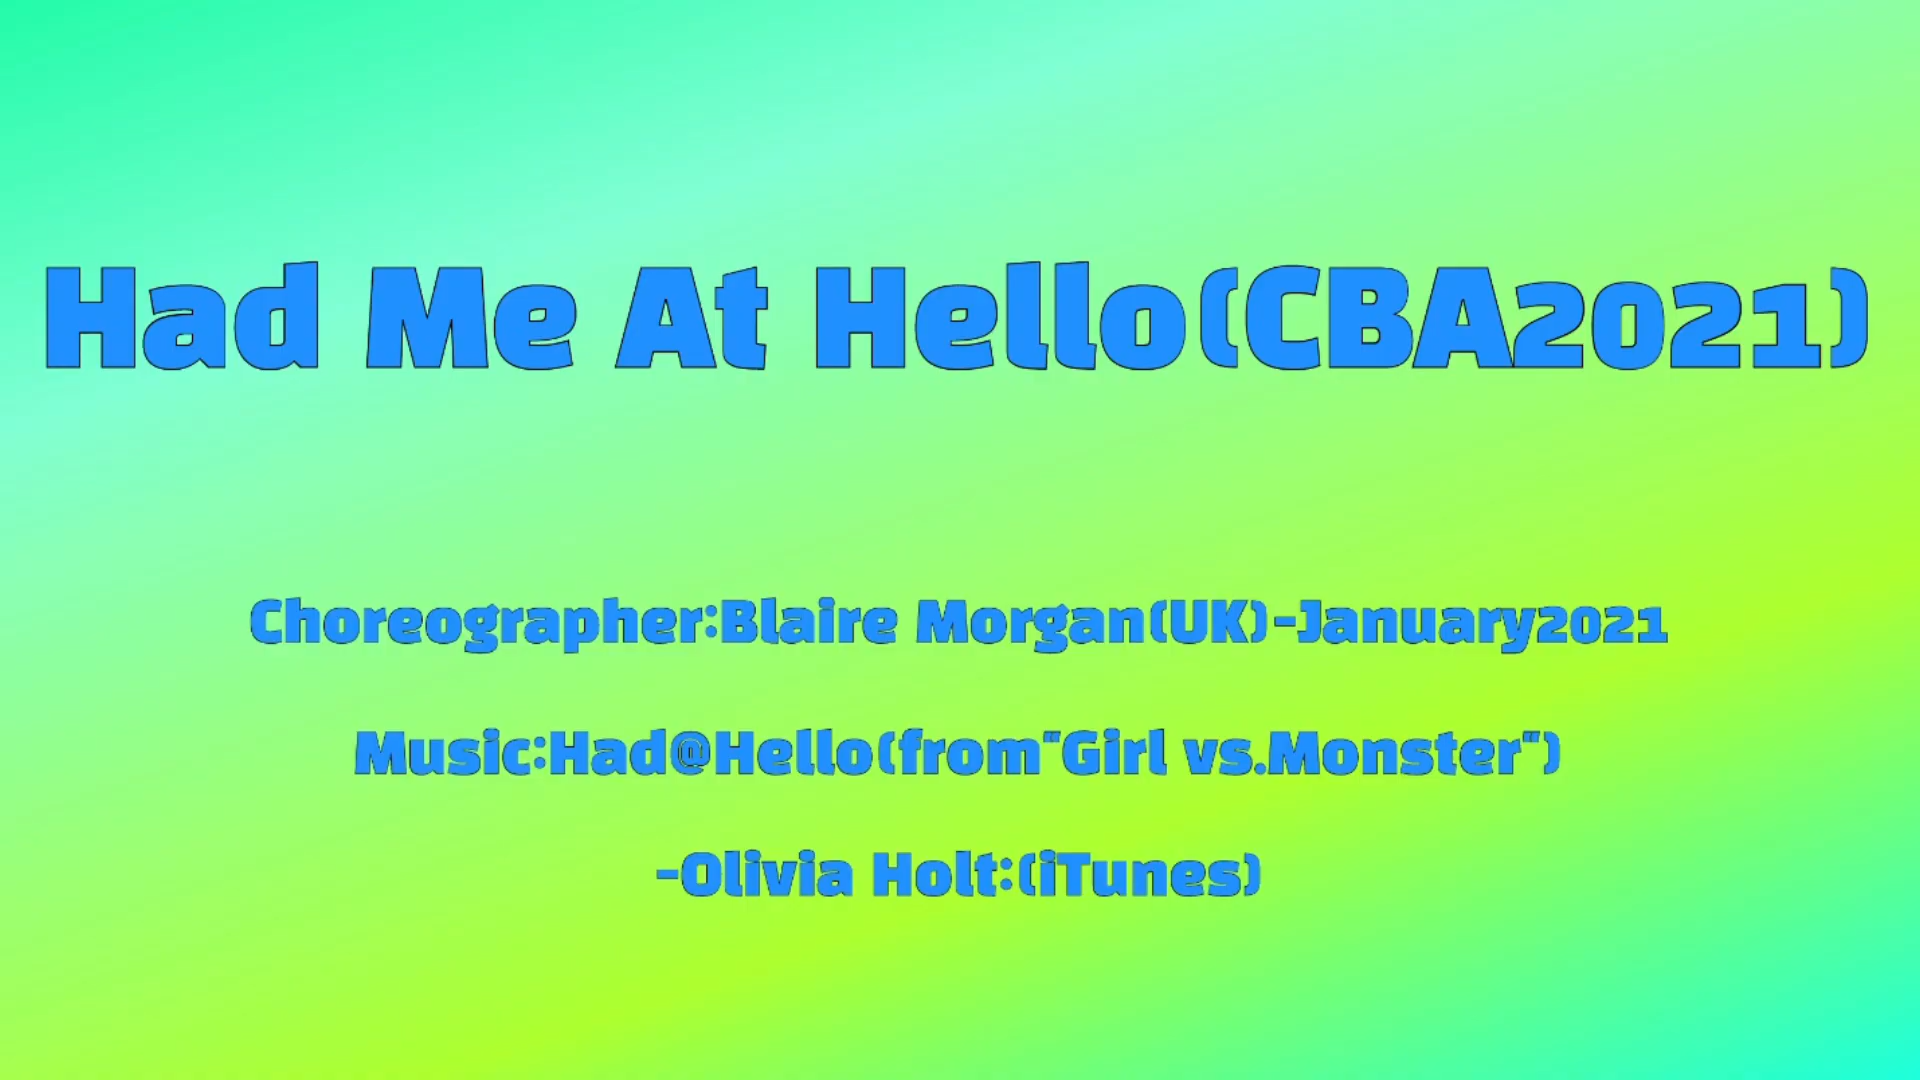 Had Me At Hello(CBA2021)
Choreographer:Blaire Morgan(UK)-January2021
Music:Had@Hello(from"Girl vs.Monster")
-Olivia Holt:(iTunes)